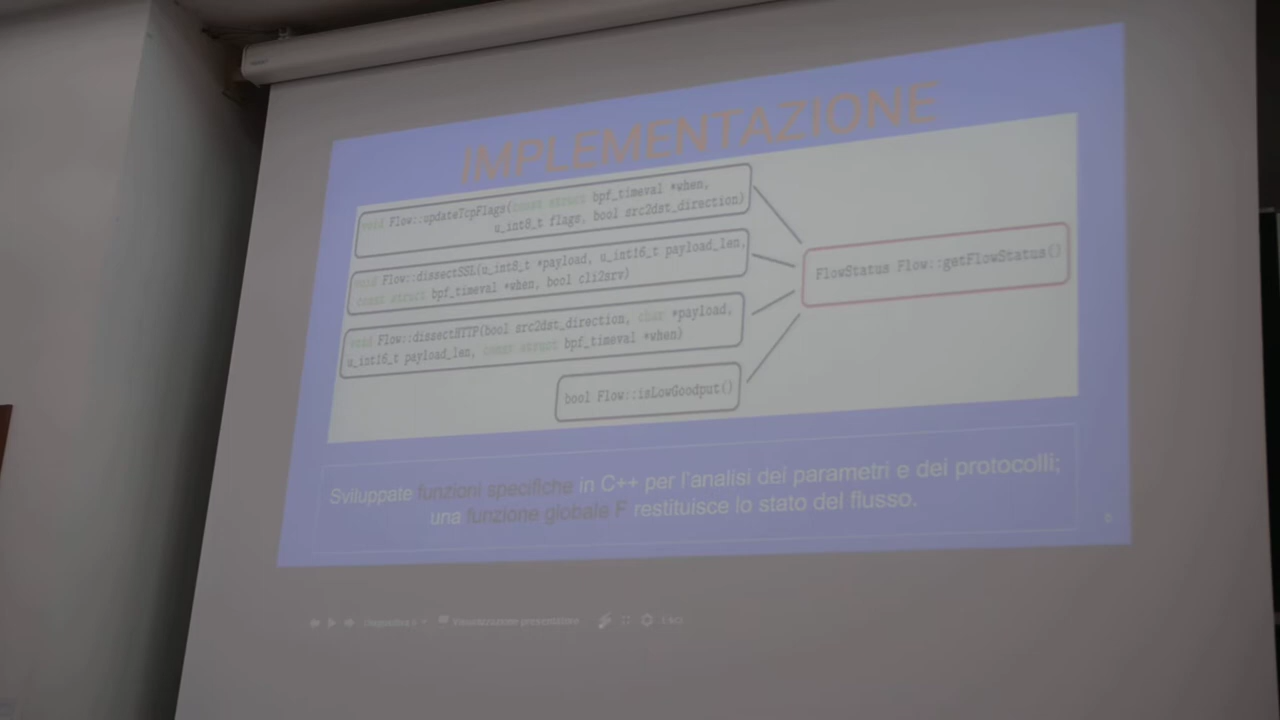 IMPLEMENTAZIONE
void Flow::updateTcpFlags(const struct bpf_timeval *when,
u_int8_t flags, bool src2dst_direction)
void Flow::dissectSSL(u_int8_t *payload, u_int16_t payload_len,
const struct bpf_timeval *when, bool cli2srv)
void Flow::dissectHTTP(bool src2dst_direction, char *payload,
u_int16_t payload_len, const struct bpf_timeval *when)
bool Flow::isLowGoodput()
FlowStatus Flow::getFlowStatus()
Sviluppate funzioni specifiche in C++ per l'analisi dei parametri e dei protocolli;
una funzione globale F restituisce lo stato del flusso.
Visualizzazione presentatore